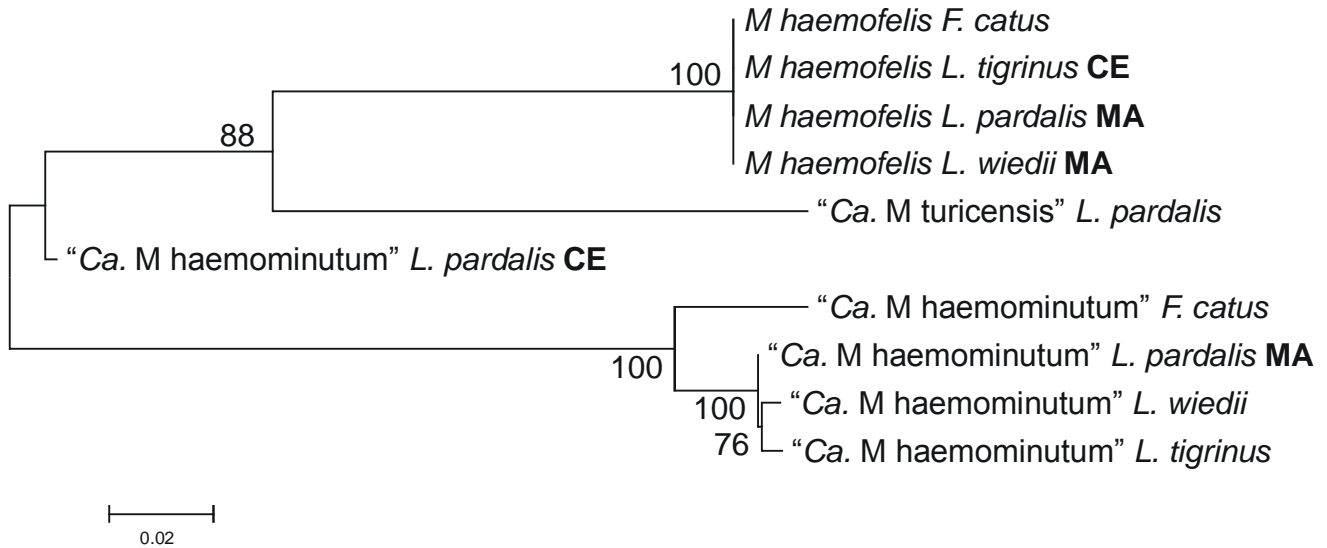 M haemofelis F. catus
100
M haemofelis L. tigrinus CE
M haemofelis L. pardalis MA
88
M haemofelis L. wiedii MA
“Ca. M turicensis” L. pardalis
“Ca. M haemominutum” L. pardalis CE
“Ca. M haemominutum” F. catus
“Ca. M haemominutum” L. pardalis MA
100
“Ca. M haemominutum” L. wiedii
100
76
“Ca. M haemominutum” L. tigrinus
0.02